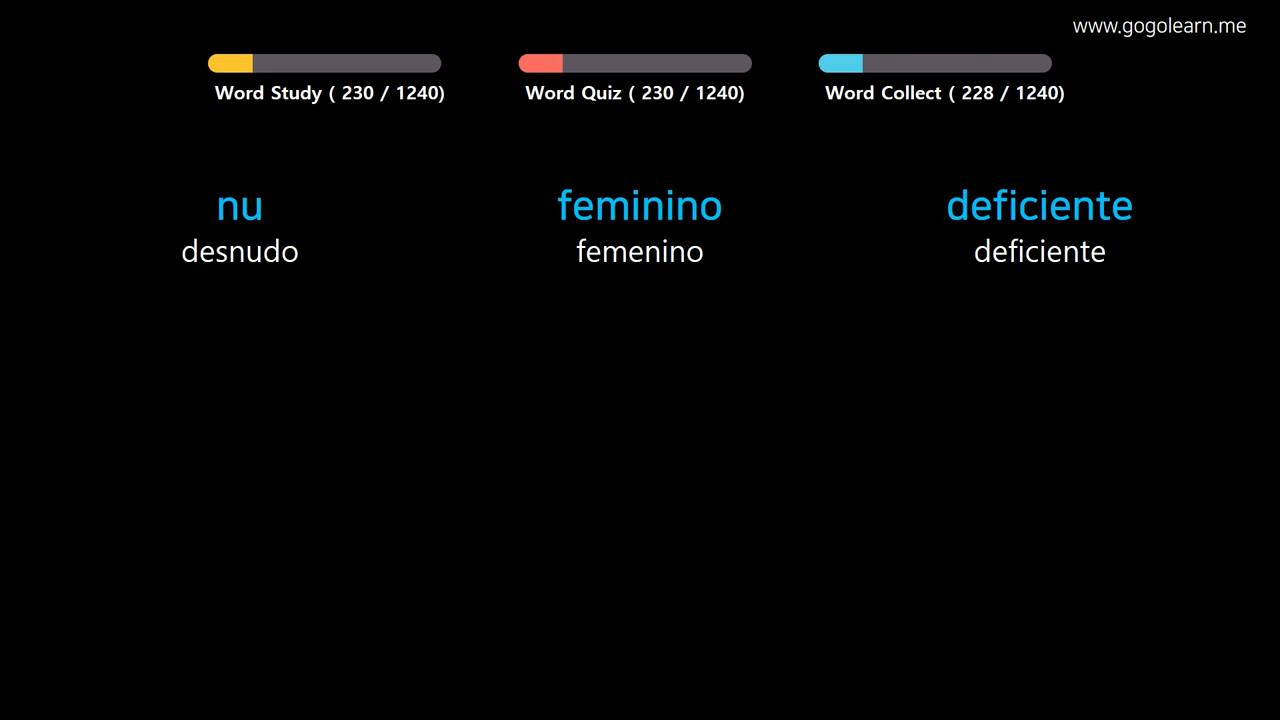 www.gogolearn.me
Word Study ( 230 / 1240)
Word Quiz ( 230 / 1240)
Word Collect ( 228 / 1240)
nu
desnudo
feminino
femenino
deficiente
deficiente